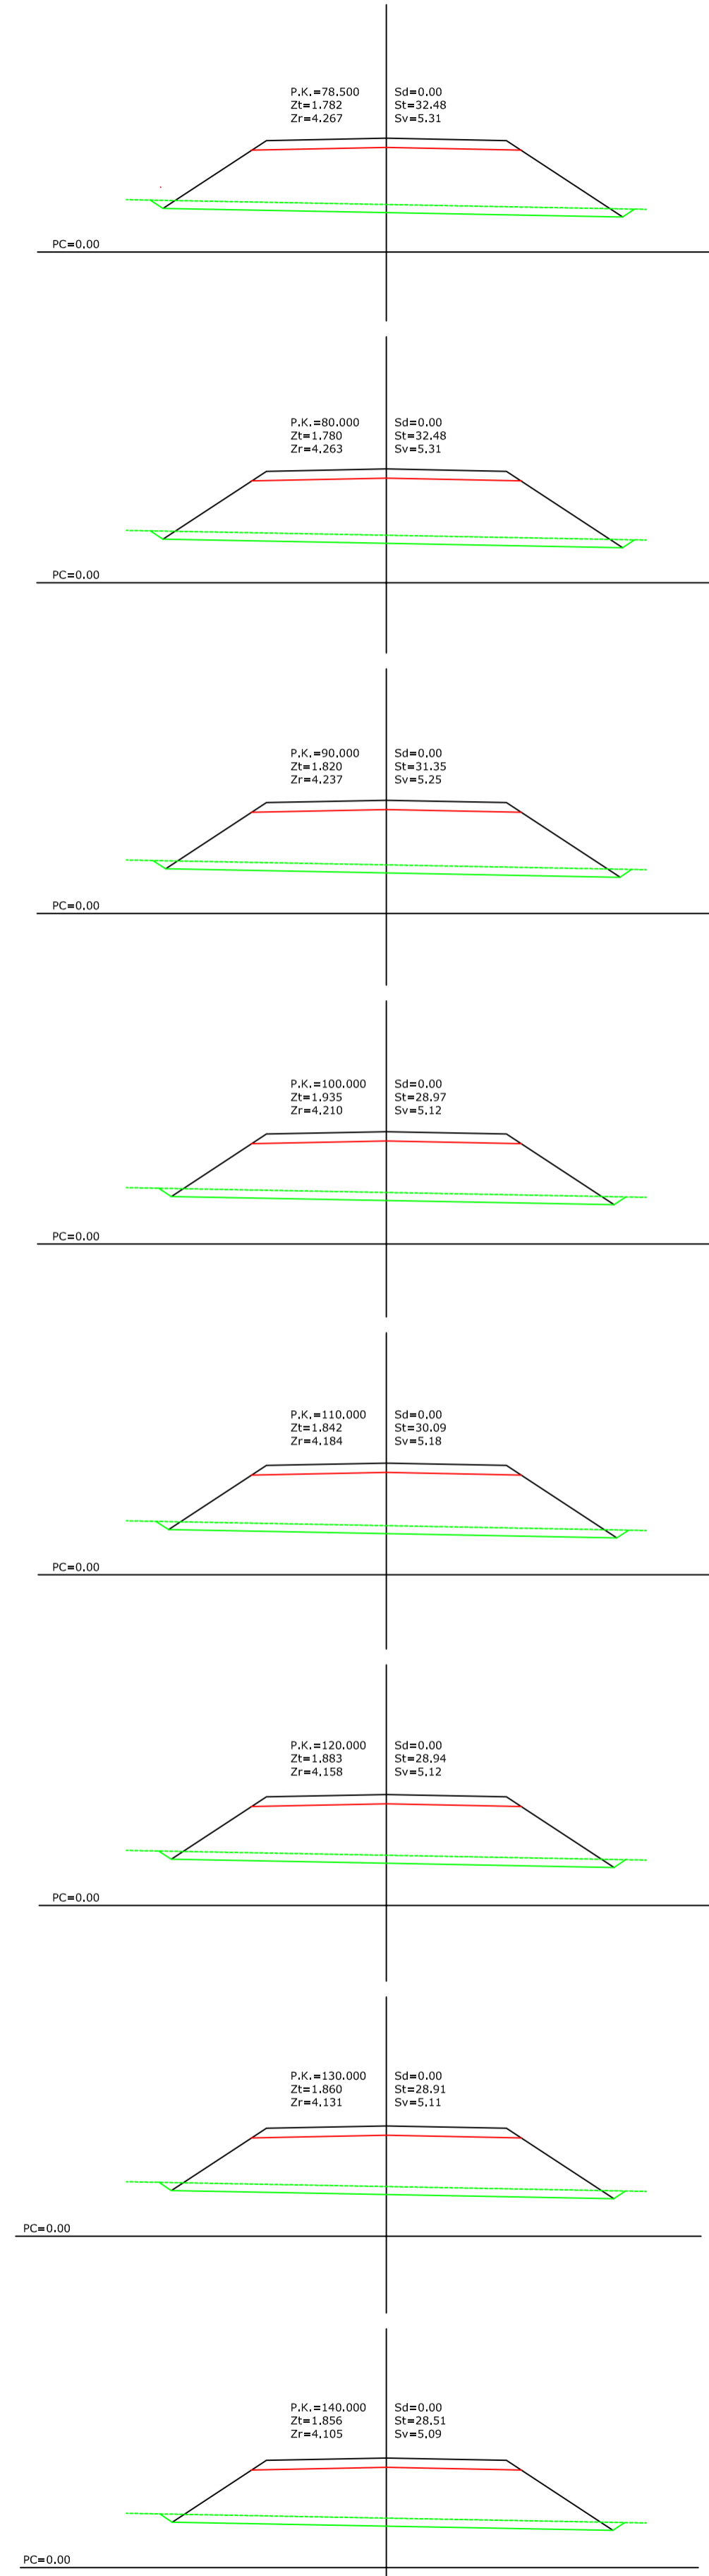 P.K.=78.500 Sd=0.00
Zt=1.782 St=32.48
Zr=4.267 Sv=5.31
PC=0.00
P.K.=80.000 Sd=0.00
Zt=1.780 St=32.48
Zr=4.263 Sv=5.31
PC=0.00
P.K.=90.000 Sd=0.00
Zt=1.820 St=31.35
Zr=4.237 Sv=5.25
PC=0.00
P.K.=100.000 Sd=0.00
Zt=1.935 St=28.97
Zr=4.210 Sv=5.12
PC=0.00
P.K.=110.000 Sd=0.00
Zt=1.842 St=30.09
Zr=4.184 Sv=5.18
PC=0.00
P.K.=120.000 Sd=0.00
Zt=1.883 St=28.94
Zr=4.158 Sv=5.12
PC=0.00
P.K.=130.000 Sd=0.00
Zt=1.860 St=28.91
Zr=4.131 Sv=5.11
PC=0.00
P.K.=140.000 Sd=0.00
Zt=1.856 St=28.51
Zr=4.105 Sv=5.09
PC=0.00